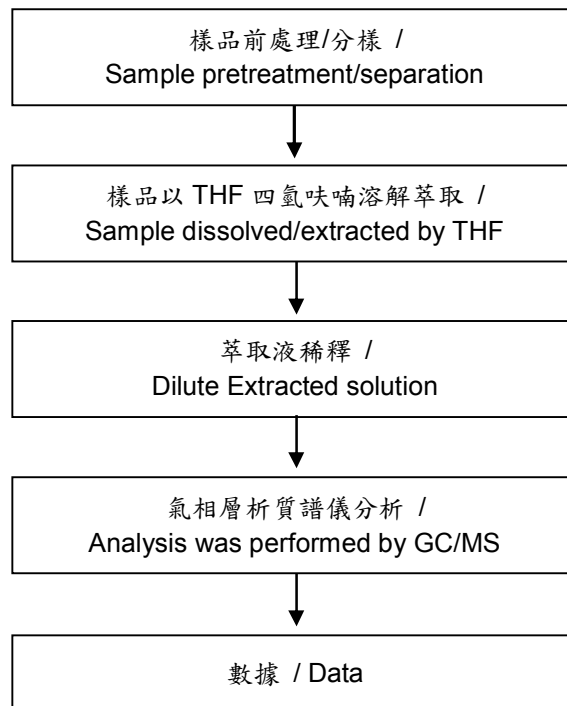 樣品前處理/分樣 /
Sample pretreatment/separation
樣品以 THF 四氫呋喃溶解萃取 /
Sample dissolved/extracted by THF
萃取液稀釋 /
Dilute Extracted solution
氣相層析質譜儀分析 /
Analysis was performed by GC/MS
數據 / Data